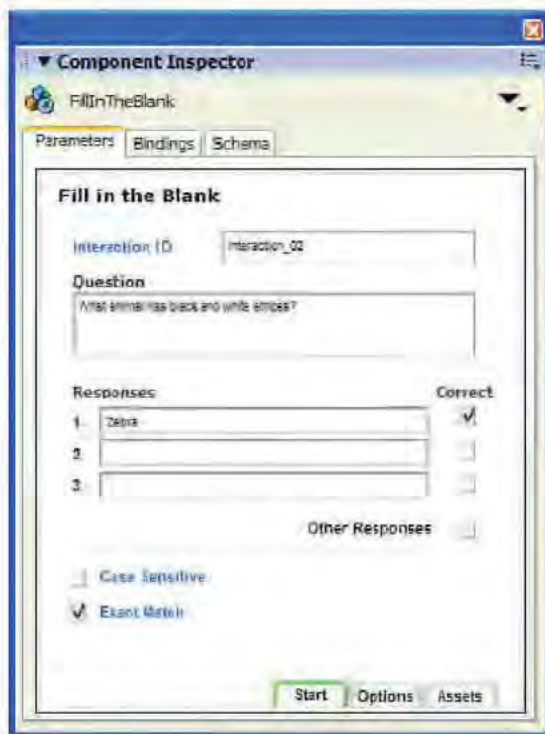 Component Inspector
FillInTheBlank
Parameters Bindings Schema
Fill in the Blank
Interaction ID Interaction_02
Question
What animal has black and white stripes?
Responses Correct
1 Zebra
2
3
Other Responses
Case Sensitive
Exact Match
Start Options Assets